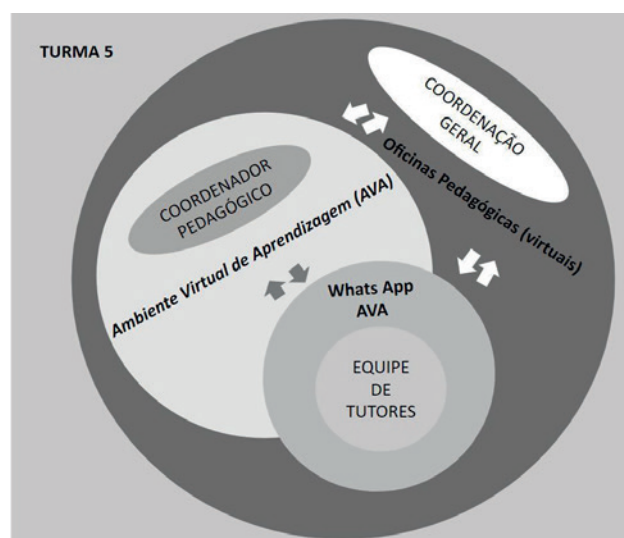 TURMA 5
COORDENAÇÃO
GERAL
Oficinas Pedagógicas (virtuais)
COORDENADOR
PEDAGÓGICO
Ambiente Virtual de Aprendizagem (AVA)
Whats App
AVA
EQUIPE
DE
TUTORES